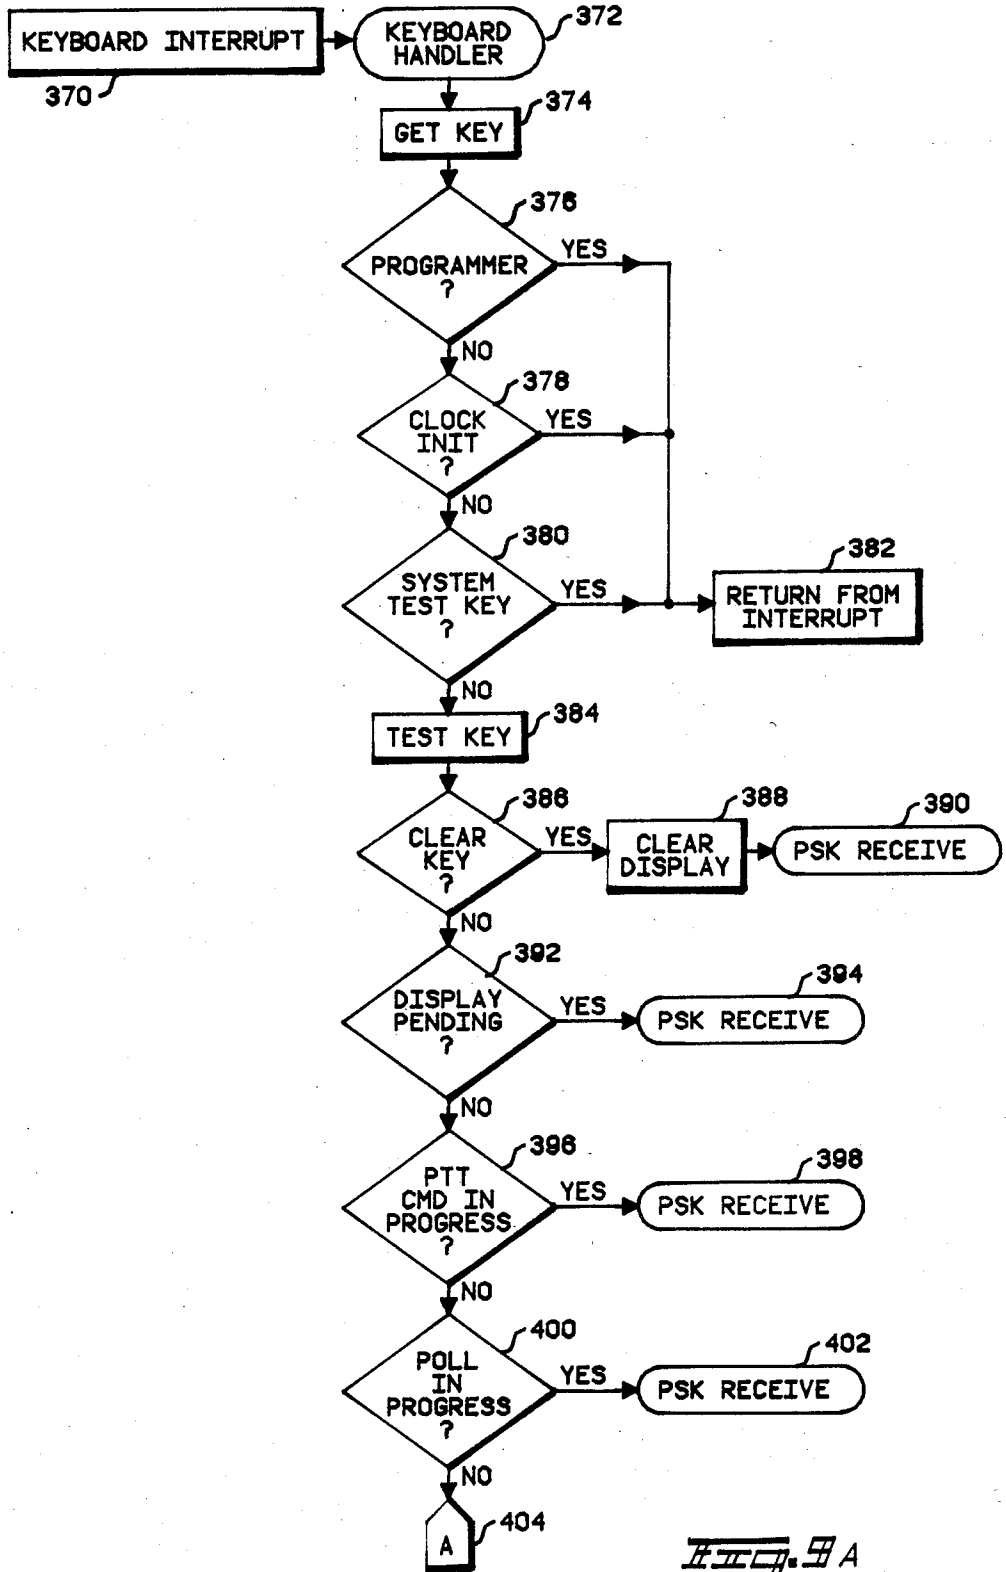 KEYBOARD INTERRUPT
370
KEYBOARD
HANDLER
372
GET KEY
374
PROGRAMMER
?
376
YES
NO
CLOCK
INIT
?
378
YES
NO
SYSTEM
TEST KEY
?
380
YES
RETURN FROM
INTERRUPT
382
NO
TEST KEY
384
CLEAR
KEY
?
386
YES
CLEAR
DISPLAY
388
PSK RECEIVE
390
NO
DISPLAY
PENDING
?
392
YES
PSK RECEIVE
394
NO
PTT
CMD IN
PROGRESS
?
396
YES
PSK RECEIVE
398
NO
POLL
IN
PROGRESS
?
400
YES
PSK RECEIVE
402
NO
A
404
Fig. 9A